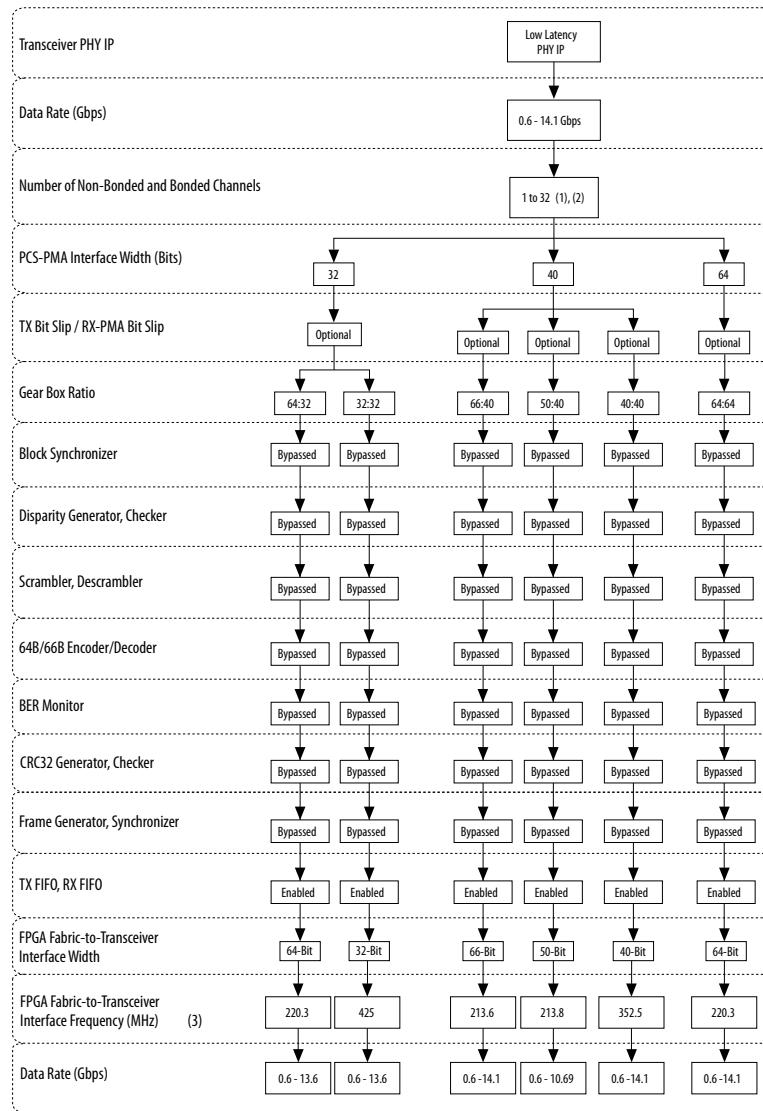 Transceiver PHY IP
Low Latency
PHY IP
Data Rate (Gbps)
0.6 - 14.1 Gbps
Number of Non-Bonded and Bonded Channels
1 to 32 (1), (2)
PCS-PMA Interface Width (Bits)
32 40 64
TX Bit Slip / RX-PMA Bit Slip
Optional Optional Optional Optional Optional
Gear Box Ratio
64:32 32:32 66:40 50:40 40:40 64:64
Block Synchronizer
Bypassed Bypassed Bypassed Bypassed Bypassed Bypassed
Disparity Generator, Checker
Bypassed Bypassed Bypassed Bypassed Bypassed Bypassed
Scrambler, Descrambler
Bypassed Bypassed Bypassed Bypassed Bypassed Bypassed
64B/66B Encoder/Decoder
Bypassed Bypassed Bypassed Bypassed Bypassed Bypassed
BER Monitor
Bypassed Bypassed Bypassed Bypassed Bypassed Bypassed
CRC32 Generator, Checker
Bypassed Bypassed Bypassed Bypassed Bypassed Bypassed
Frame Generator, Synchronizer
Bypassed Bypassed Bypassed Bypassed Bypassed Bypassed
TX FIFO, RX FIFO
Enabled Enabled Enabled Enabled Enabled Enabled
FPGA Fabric-to-Transceiver
Interface Width
64-Bit 32-Bit 66-Bit 50-Bit 40-Bit 64-Bit
FPGA Fabric-to-Transceiver
Interface Frequency (MHz) (3)
220.3 425 213.6 213.8 352.5 220.3
Data Rate (Gbps)
0.6 - 13.6 0.6 - 13.6 0.6 -14.1 0.6 - 10.69 0.6 -14.1 0.6 -14.1